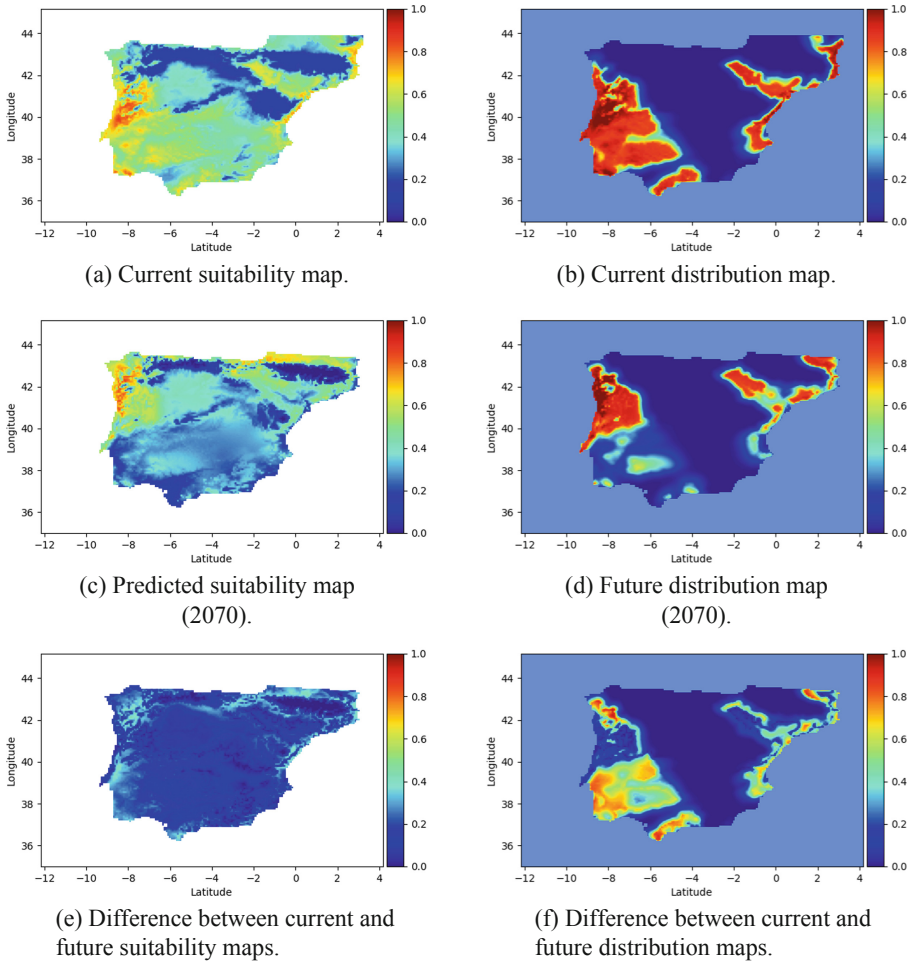 44
42
40
38
36
Longitude
−12 −10 −8 −6 −4 −2 0 2 4
Latitude
1.0
0.8
0.6
0.4
0.2
0.0
(a) Current suitability map.
44
42
40
38
36
Longitude
−12 −10 −8 −6 −4 −2 0 2 4
Latitude
1.0
0.8
0.6
0.4
0.2
0.0
(b) Current distribution map.
44
42
40
38
36
Longitude
−12 −10 −8 −6 −4 −2 0 2 4
Latitude
1.0
0.8
0.6
0.4
0.2
0.0
(c) Predicted suitability map
(2070).
44
42
40
38
36
Longitude
−12 −10 −8 −6 −4 −2 0 2 4
Latitude
1.0
0.8
0.6
0.4
0.2
0.0
(d) Future distribution map
(2070).
44
42
40
38
36
Longitude
−12 −10 −8 −6 −4 −2 0 2 4
Latitude
1.0
0.8
0.6
0.4
0.2
0.0
(e) Difference between current and
future suitability maps.
44
42
40
38
36
Longitude
−12 −10 −8 −6 −4 −2 0 2 4
Latitude
1.0
0.8
0.6
0.4
0.2
0.0
(f) Difference between current and
future distribution maps.